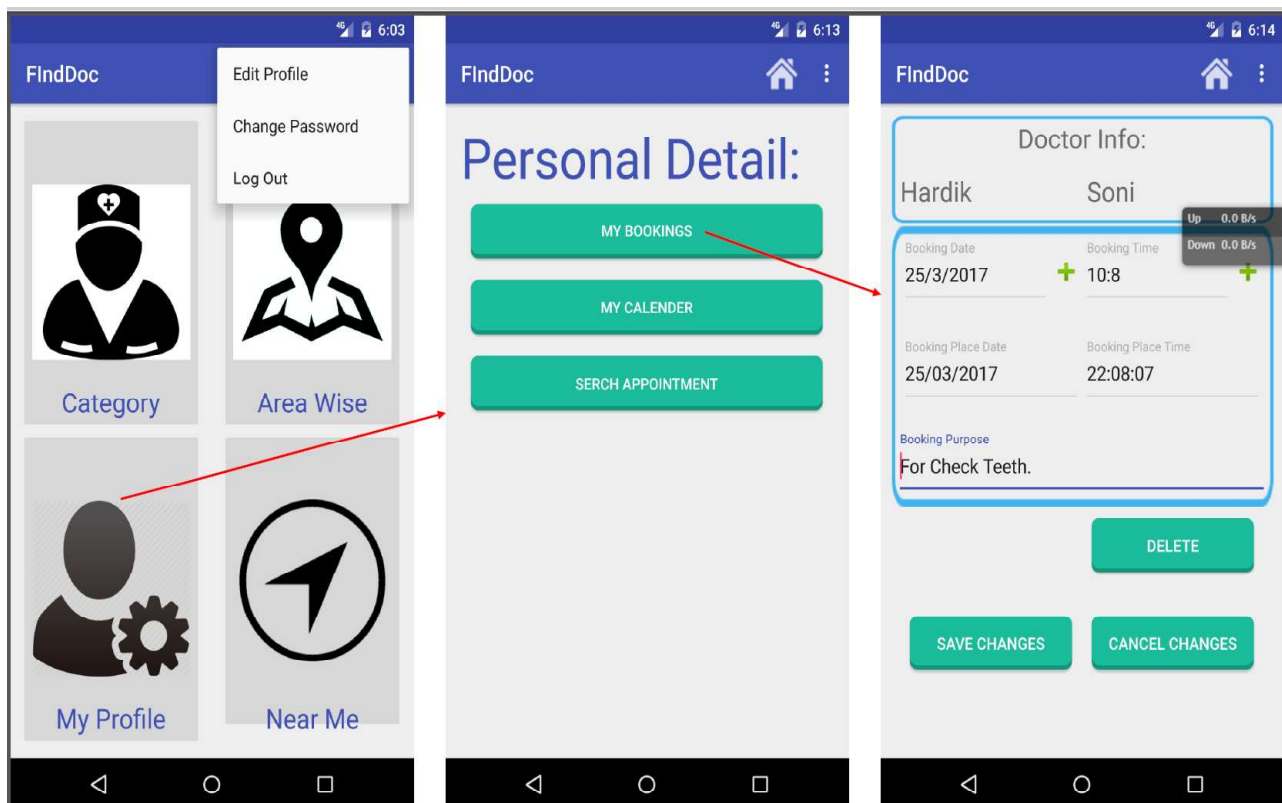 4G 6:03
FIndDoc
Edit Profile
Change Password
Log Out
Category
Area Wise
My Profile
Near Me
4G 6:13
FIndDoc
Personal Detail:
MY BOOKINGS
MY CALENDER
SERCH APPOINTMENT
4G 6:14
FIndDoc
Doctor Info:
Hardik Soni
Up 0.0 B/s
Down 0.0 B/s
Booking Date Booking Time
25/3/2017 10:8
Booking Place Date Booking Place Time
25/03/2017 22:08:07
Booking Purpose
For Check Teeth.
DELETE
SAVE CHANGES CANCEL CHANGES